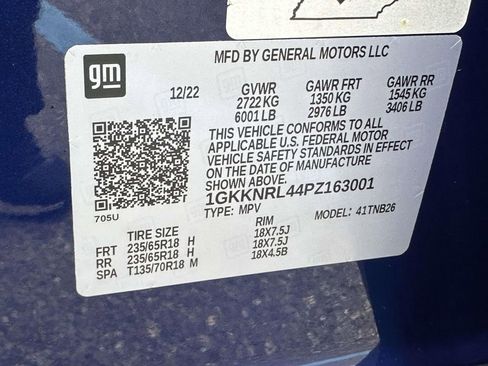 MFD BY GENERAL MOTORS LLC
gm
12/22 GVWR GAWR FRT GAWR RR
2722 KG 1350 KG 1545 KG
6001 LB 2976 LB 3406 LB
THIS VEHICLE CONFORMS TO ALL
APPLICABLE U.S. FEDERAL MOTOR
VEHICLE SAFETY STANDARDS IN EFFECT
ON THE DATE OF MANUFACTURE
SHOWN ABOVE.
1GKKNRL44PZ163001
705U
TYPE: MPV MODEL: 41TNB26
TIRE SIZE RIM
FRT 235/65R18 H 18X7.5J
RR 235/65R18 H 18X7.5J
SPA T135/70R18 M 18X4.5B